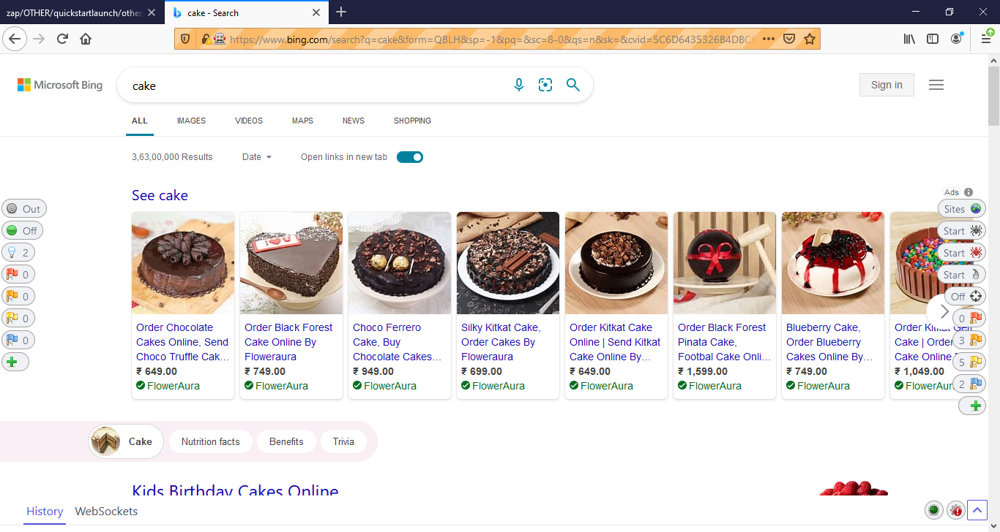 zap/OTHER/quickstartlaunch/other
cake - Search
https://www.bing.com/search?q=cake&form=QBLH&sp=-1&pq=&sc=8-0&qs=n&sk=&cvid=5C6D6435326B4DBC9
Microsoft Bing
cake
Sign in
ALL
IMAGES
VIDEOS
MAPS
NEWS
SHOPPING
3,63,00,000 Results
Date
Open links in new tab
See cake
Ads
Out
Off
2
0
0
0
0
Sites
Start
Start
Start
Off
0
3
5
2
I ♥ U
Order Chocolate
Cakes Online, Send
Choco Truffle Cak...
₹ 649.00
FlowerAura
Order Black Forest
Cake Online By
Floweraura
₹ 749.00
FlowerAura
Choco Ferrero
Cake, Buy
Chocolate Cakes...
₹ 949.00
FlowerAura
Silky Kitkat Cake,
Order Cakes By
Floweraura
₹ 699.00
FlowerAura
Order Kitkat Cake
Online | Send Kitkat
Cake Online By...
₹ 649.00
FlowerAura
Order Black Forest
Pinata Cake,
Footbal Cake Onli...
₹ 1,599.00
FlowerAura
Blueberry Cake,
Order Blueberry
Cakes Online By...
₹ 749.00
FlowerAura
Order Kitkat Gem
Cake | Order
Cake Online
₹ 1,049.00
FlowerAura
Cake
Nutrition facts
Benefits
Trivia
Kids Birthday Cakes Online
History
WebSockets